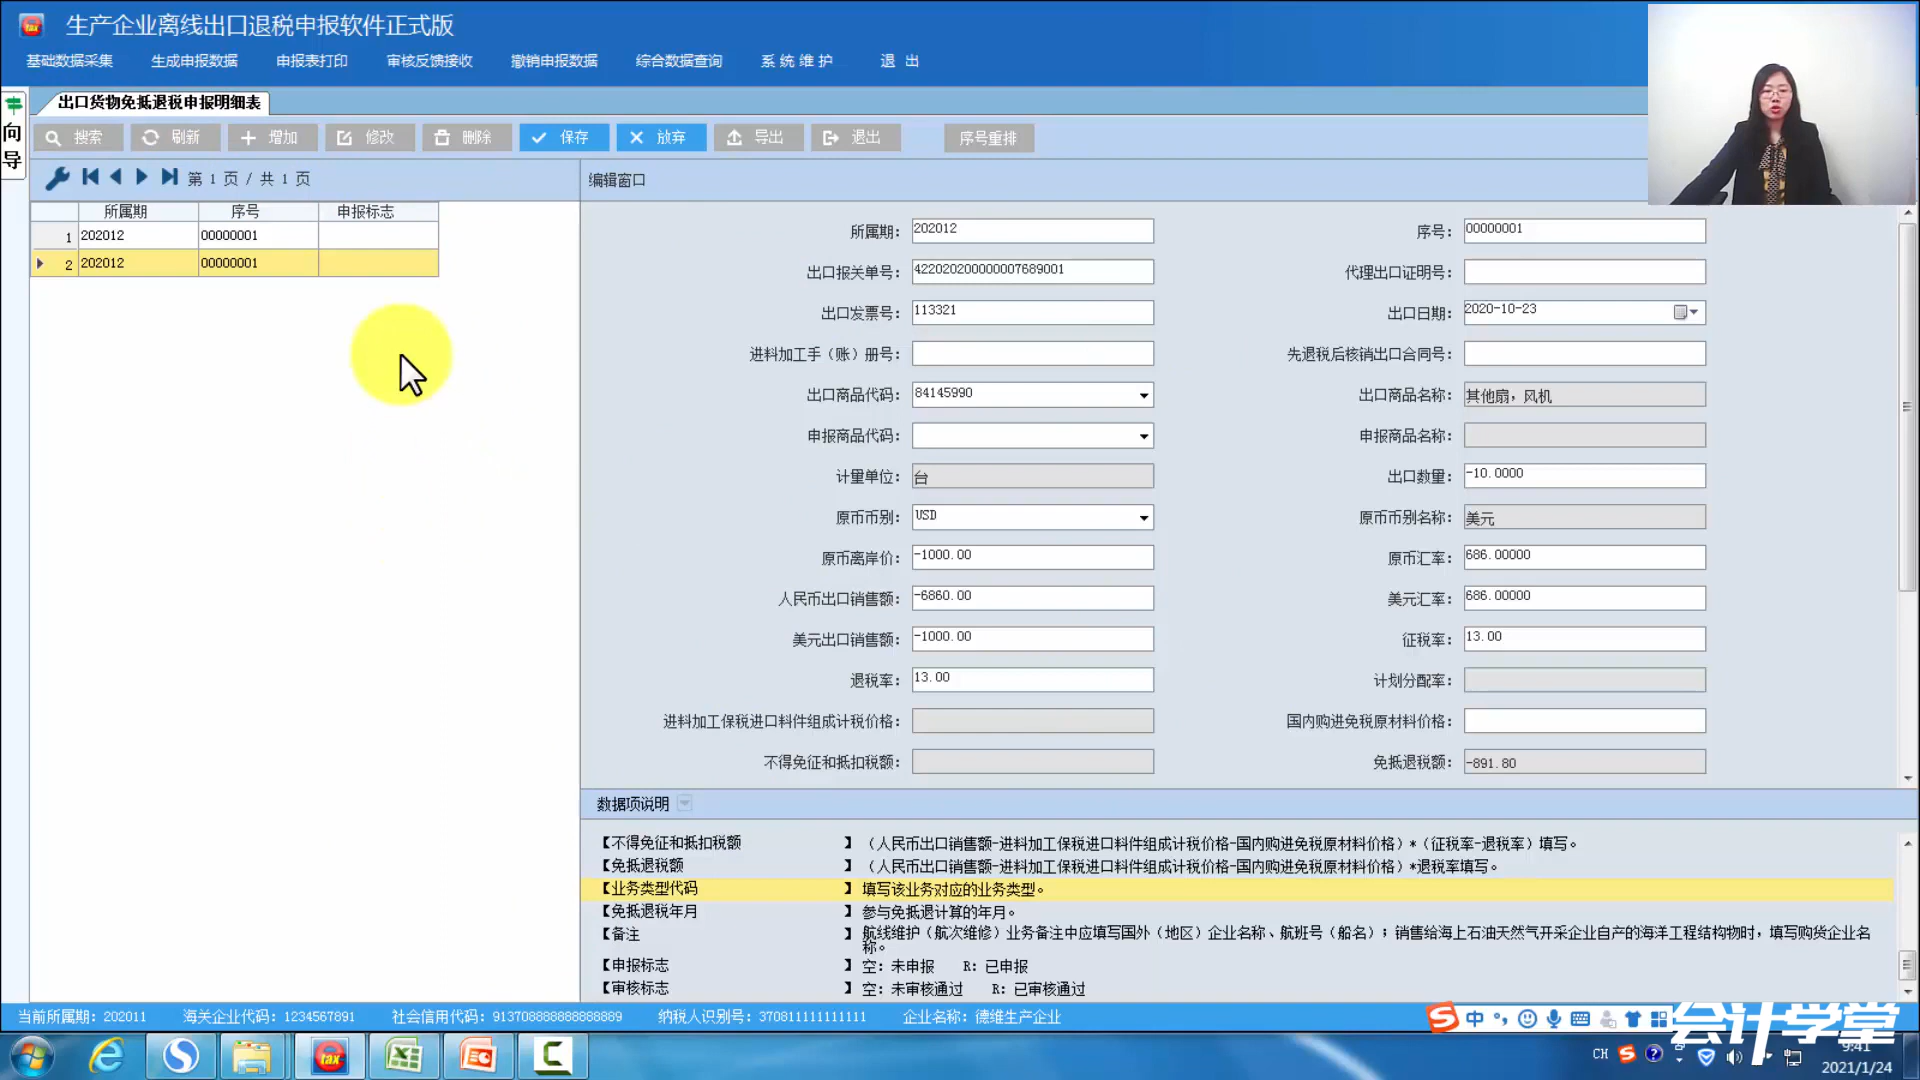 生产企业离线出口退税申报软件正式版
基础数据采集 生成申报数据 申报表打印 审核反馈接收 撤销申报数据 综合数据查询 系统维护 退出
向导
出口货物免抵退税申报明细表
搜索 刷新 增加 修改 删除 保存 放弃 导出 退出 序号重排
第 1 页 / 共 1 页
编辑窗口
所属期 序号 申报标志
1 202012 00000001
2 202012 00000001
所属期: 202012 序号: 00000001
出口报关单号: 422020200000007689001 代理出口证明号:
出口发票号: 113321 出口日期: 2020-10-23
进料加工手（账）册号: 先退税后核销出口合同号:
出口商品代码: 84145990 出口商品名称: 其他扇，风机
申报商品代码: 申报商品名称:
计量单位: 台 出口数量: -10.0000
原币币别: USD 原币币别名称: 美元
原币离岸价: -1000.00 原币汇率: 686.00000
人民币出口销售额: -6860.00 美元汇率: 686.00000
美元出口销售额: -1000.00 征税率: 13.00
退税率: 13.00 计划分配率:
进料加工保税进口料件组成计税价格: 国内购进免税原材料价格:
不得免征和抵扣税额: 免抵退税额: -891.80
数据项说明
【不得免征和抵扣税额 】（人民币出口销售额-进料加工保税进口料件组成计税价格-国内购进免税原材料价格）*（征税率-退税率）填写。
【免抵退税额 】（人民币出口销售额-进料加工保税进口料件组成计税价格-国内购进免税原材料价格）*退税率填写。
【业务类型代码 】填写该业务对应的业务类型。
【免抵退税年月 】参与免抵退计算的年月。
【备注 】航线维护（航次维修）业务备注中应填写国外（地区）企业名称、航班号（船名）；销售给海上石油天然气开采企业自产的海洋工程结构物时，填写购货企业名
称。
【申报标志 】空: 未申报 R: 已申报
【审核标志 】空: 未审核通过 R: 已审核通过
当前所属期: 202011 海关企业代码: 1234567891 社会信用代码: 913708888888888889 纳税人识别号: 370811111111111 企业名称: 德维生产企业
中
会计学堂
CH
9:41
2021/1/24